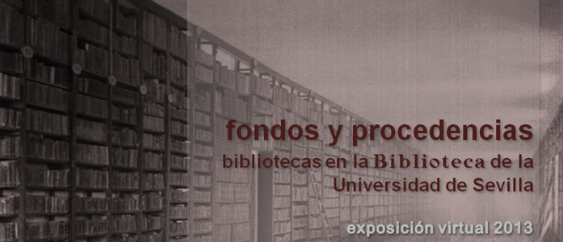 fondos y procedencias
bibliotecas en la Biblioteca de la
Universidad de Sevilla
exposición virtual 2013